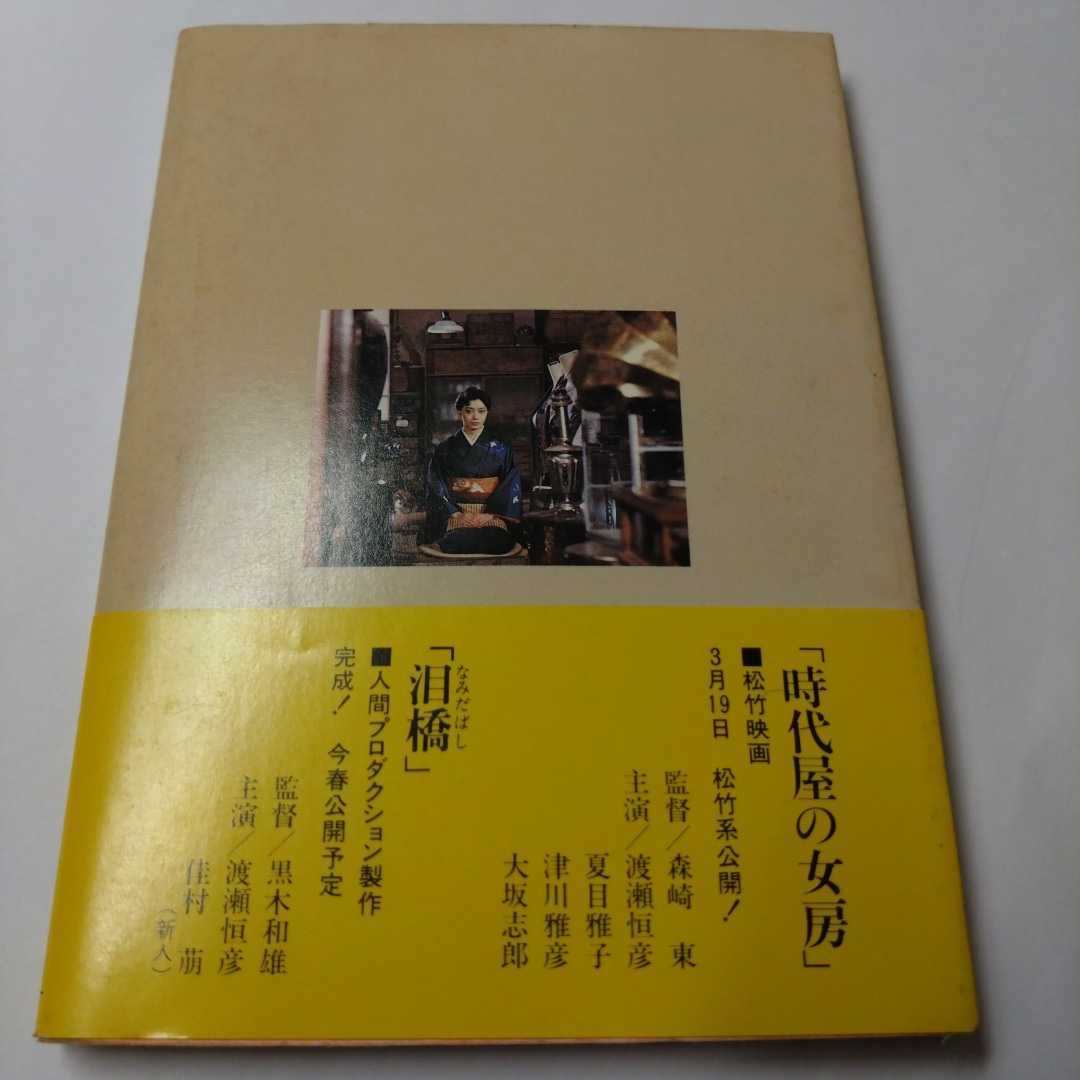 「時代屋の女房」
■松竹映画
3月19日 松竹系公開!
監督/森崎 東
主演/渡瀬恒彦
夏目雅子
津川雅彦
大坂志郎
「泪橋」
なみだばし
■人間プロダクション製作
完成! 今春公開予定
監督/黒木和雄
主演/渡瀬恒彦
佳村 萠
(新人)